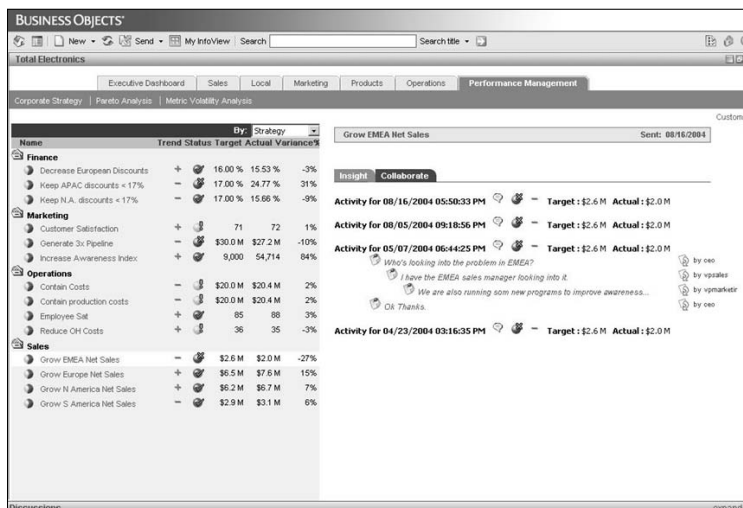 BUSINESS OBJECTS
New Send My InfoView Search Search title
Total Electronics
Executive Dashboard Sales Local Marketing Products Operations Performance Management
Corporate Strategy | Pareto Analysis | Metric Volatility Analysis
Custom
By: Strategy
Name Trend Status Target Actual Variance%
Finance
Decrease European Discounts + 16.00 % 15.53 % -3%
Keep APAC discounts < 17% - 17.00 % 24.77 % 31%
Keep N.A. discounts < 17% - 17.00 % 15.66 % -9%
Marketing
Customer Satisfaction + 71 72 1%
Generate 3x Pipeline - $30.0 M $27.2 M -10%
Increase Awareness Index + 9,000 54,714 84%
Operations
Contain Costs - $20.0 M $20.4 M 2%
Contain production costs - $20.0 M $20.4 M 2%
Employee Sat + 85 88 3%
Reduce OH Costs + 36 35 -3%
Sales
Grow EMEA Net Sales - $2.6 M $2.0 M -27%
Grow Europe Net Sales + $6.5 M $7.6 M 15%
Grow N America Net Sales + $6.2 M $6.7 M 7%
Grow S America Net Sales - $2.9 M $3.1 M 6%
Grow EMEA Net Sales Sent: 08/16/2004
Insight Collaborate
Activity for 08/16/2004 05:50:33 PM - Target : $2.6 M Actual : $2.0 M
Activity for 08/05/2004 09:18:56 PM - Target : $2.6 M Actual : $2.0 M
Activity for 05/07/2004 06:44:25 PM - Target : $2.6 M Actual : $2.0 M
Who's looking into the problem in EMEA? by ceo
I have the EMEA sales manager looking into it. by vpsales
We are also running som new programs to improve awareness... by vpmarketir
Ok Thanks. by ceo
Activity for 04/23/2004 03:16:35 PM - Target : $2.6 M Actual : $2.0 M
Discussions expand